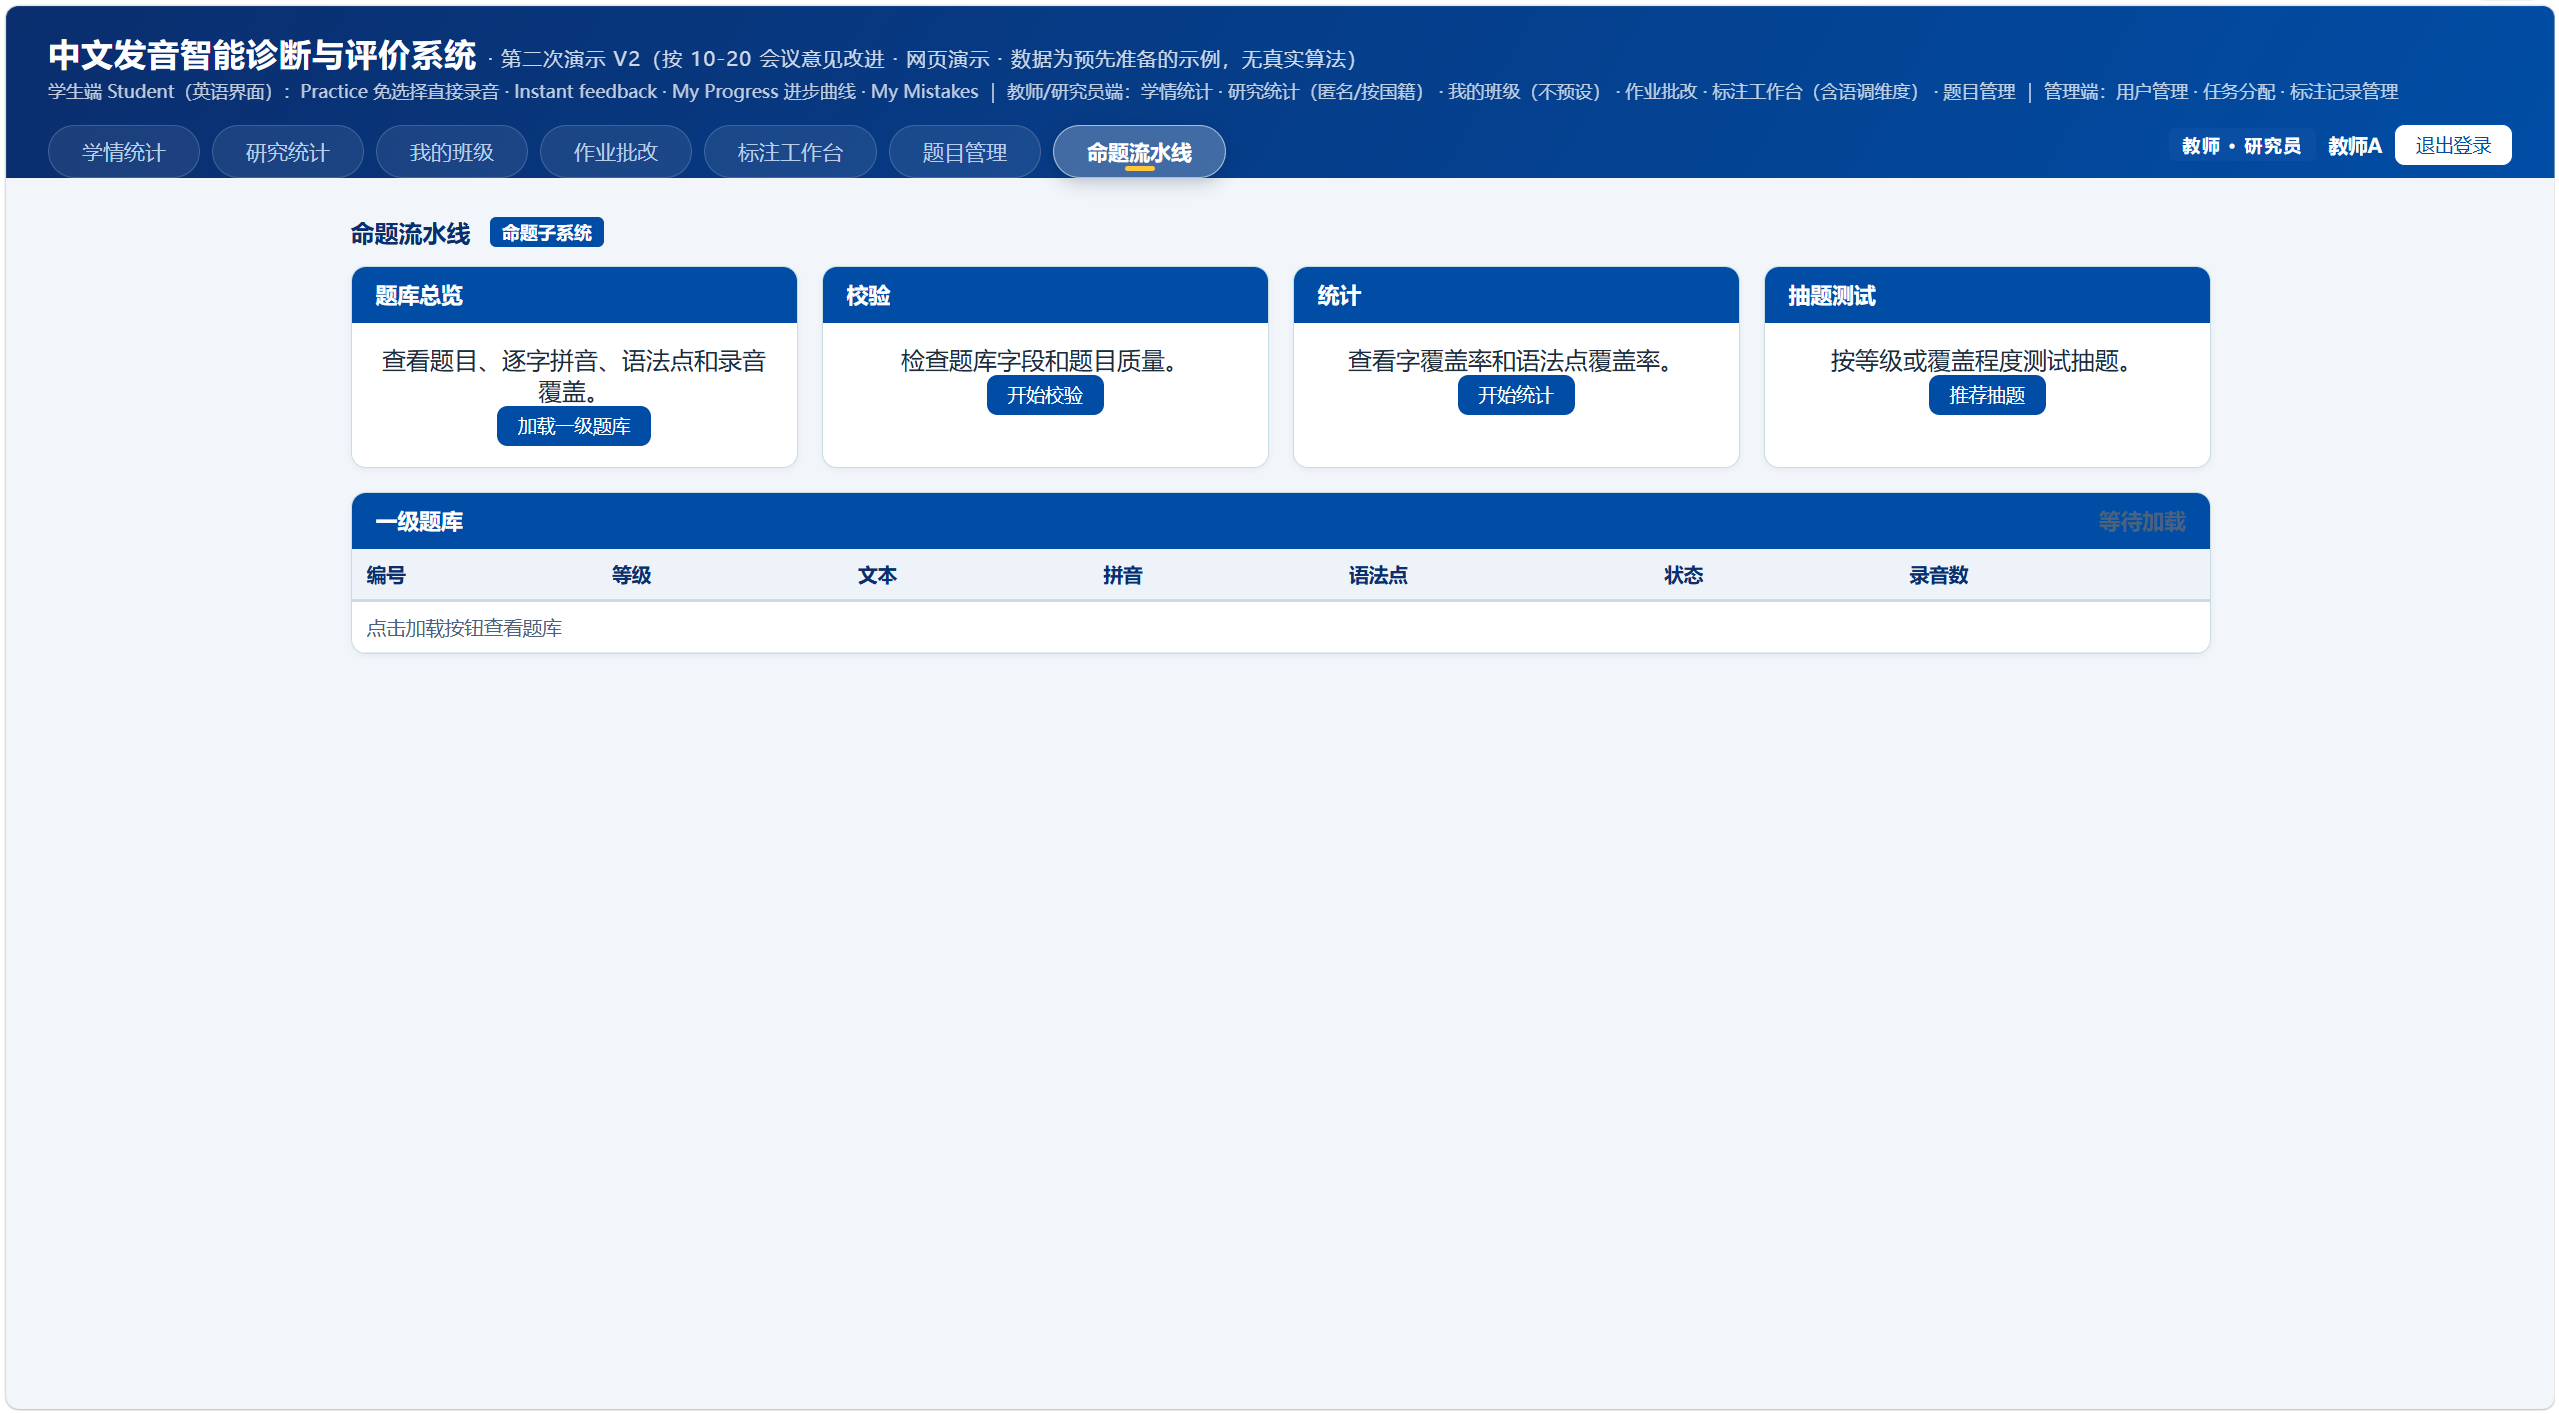 中文发音智能诊断与评价系统 · 第二次演示 V2（按 10-20 会议意见改进 · 网页演示 · 数据为预先准备的示例，无真实算法）
学生端 Student（英语界面）：Practice 免选择直接录音 · Instant feedback · My Progress 进步曲线 · My Mistakes ｜ 教师/研究员端：学情统计 · 研究统计（匿名/按国籍） · 我的班级（不预设） · 作业批改 · 标注工作台（含语调维度） · 题目管理 ｜ 管理端：用户管理 · 任务分配 · 标注记录管理
学情统计 研究统计 我的班级 作业批改 标注工作台 题目管理 命题流水线 教师 • 研究员 教师A 退出登录
命题流水线 命题子系统
题库总览
查看题目、逐字拼音、语法点和录音
覆盖。
加载一级题库
校验
检查题库字段和题目质量。
开始校验
统计
查看字覆盖率和语法点覆盖率。
开始统计
抽题测试
按等级或覆盖程度测试抽题。
推荐抽题
一级题库 等待加载
编号 等级 文本 拼音 语法点 状态 录音数
点击加载按钮查看题库